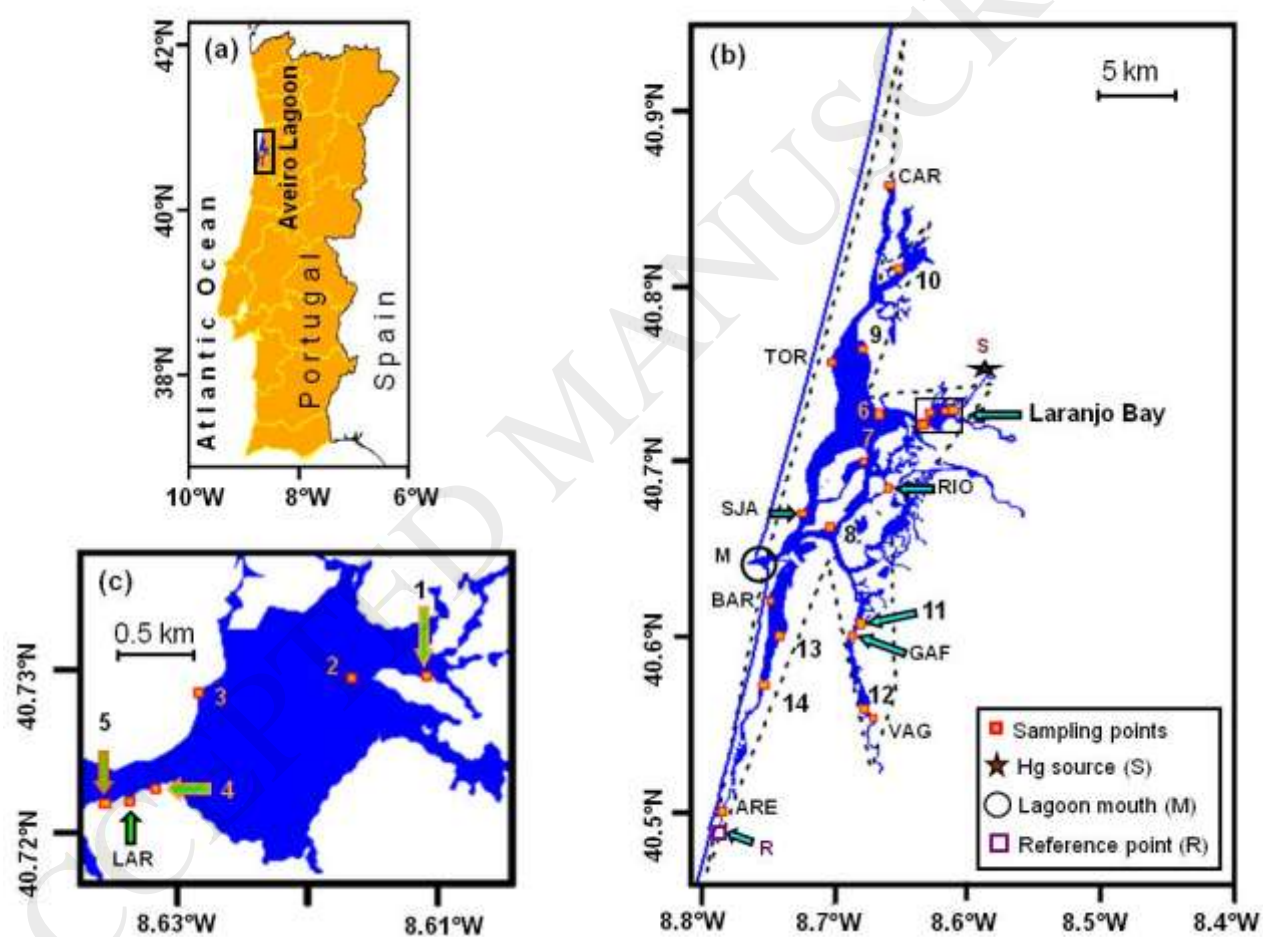 (a)
42°N
40°N
38°N
10°W
8°W
6°W
Atlantic Ocean
Aveiro Lagoon
Portugal
Spain
(b)
5 km
40.9°N
40.8°N
40.7°N
40.6°N
40.5°N
8.8°W
8.7°W
8.6°W
8.5°W
8.4°W
CAR
10
9
TOR
S
6
Laranjo Bay
7
RIO
SJA
8
M
BAR
11
GAF
13
12
14
VAG
ARE
R
Sampling points
Hg source (S)
Lagoon mouth (M)
Reference point (R)
(c)
0.5 km
1
2
3
5
4
LAR
40.73°N
40.72°N
8.63°W
8.61°W
ACCEPTED MANUSCR